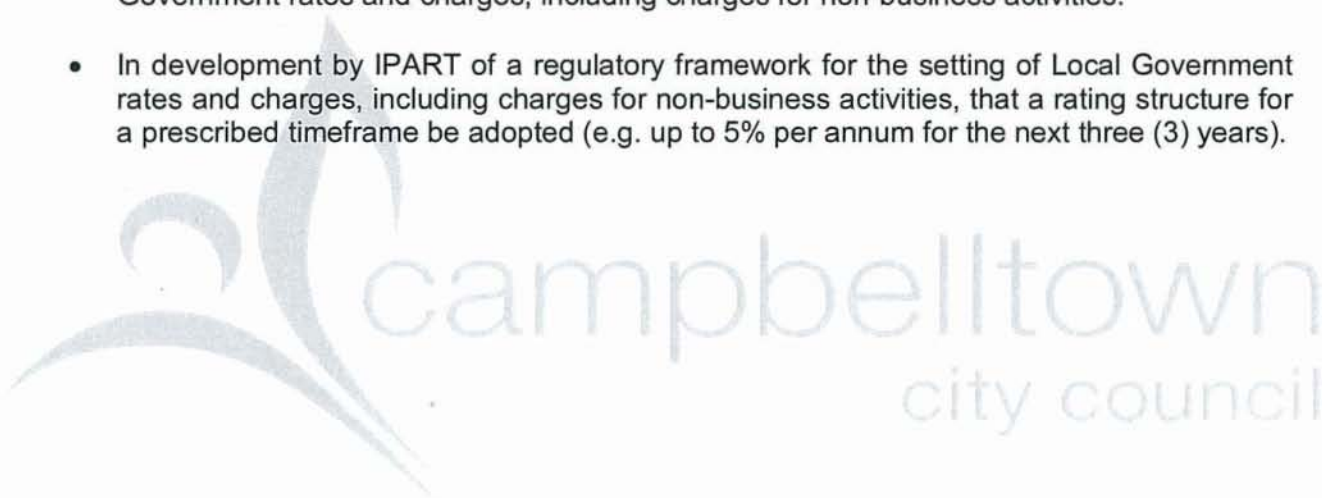 Government rates and charges, including charges for non-business activities.
• In development by IPART of a regulatory framework for the setting of Local Government
rates and charges, including charges for non-business activities, that a rating structure for
a prescribed timeframe be adopted (e.g. up to 5% per annum for the next three (3) years).
campbelltown
city council